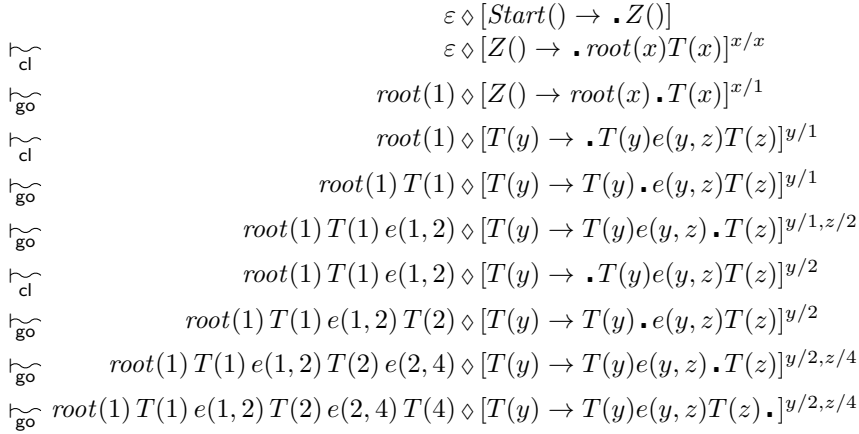 ε ⋄ [Start() → ▪ Z()]
⊢ cl ε ⋄ [Z() → ▪ root(x)T(x)]^{x/x}
⊢ go root(1) ⋄ [Z() → root(x) ▪ T(x)]^{x/1}
⊢ cl root(1) ⋄ [T(y) → ▪ T(y)e(y, z)T(z)]^{y/1}
⊢ go root(1) T(1) ⋄ [T(y) → T(y) ▪ e(y, z)T(z)]^{y/1}
⊢ go root(1) T(1) e(1, 2) ⋄ [T(y) → T(y)e(y, z) ▪ T(z)]^{y/1,z/2}
⊢ cl root(1) T(1) e(1, 2) ⋄ [T(y) → ▪ T(y)e(y, z)T(z)]^{y/2}
⊢ go root(1) T(1) e(1, 2) T(2) ⋄ [T(y) → T(y) ▪ e(y, z)T(z)]^{y/2}
⊢ go root(1) T(1) e(1, 2) T(2) e(2, 4) ⋄ [T(y) → T(y)e(y, z) ▪ T(z)]^{y/2,z/4}
⊢ go root(1) T(1) e(1, 2) T(2) e(2, 4) T(4) ⋄ [T(y) → T(y)e(y, z)T(z) ▪]^{y/2,z/4}